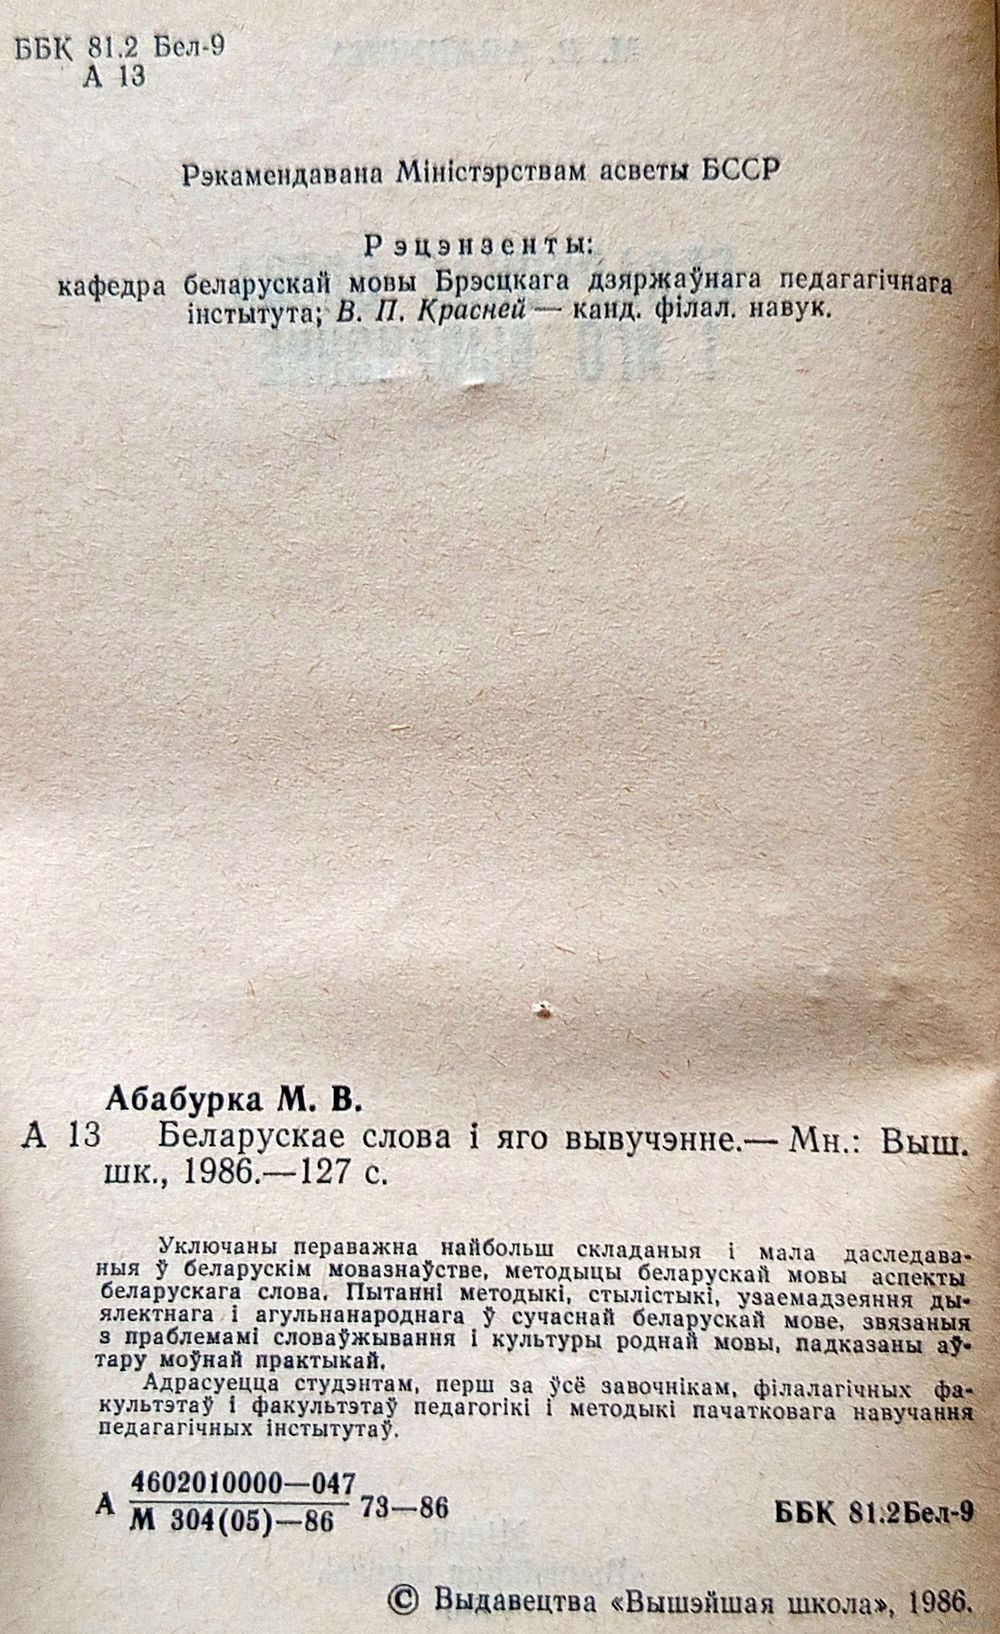 ББК 81.2 Бел-9
А 13
Рэкамендавана Міністэрствам асветы БССР
Рэцэнзенты:
кафедра беларускай мовы Брэсцкага дзяржаўнага педагагічнага
інстытута; В. П. Красней — канд. філал. навук.
Абабурка М. В.
А 13 Беларускае слова і яго вывучэнне.— Мн.: Выш.
шк., 1986.—127 с.
Уключаны пераважна найбольш складаныя і мала даследава-
ныя ў беларускім мовазнаўстве, методыцы беларускай мовы аспекты
беларускага слова. Пытанні методыкі, стылістыкі, узаемадзеяння ды-
ялектнага і агульнанароднага ў сучаснай беларускай мове, звязаныя
з праблемамі словаўжывання і культуры роднай мовы, падказаны аў-
тару моўнай практыкай.
Адрасуецца студэнтам, перш за ўсё завочнікам, філалагічных фа-
культэтаў і факультэтаў педагогікі і методыкі пачатковага навучання
педагагічных інстытутаў.
А 4602010000—047 73—86
М 304(05)—86
ББК 81.2Бел-9
© Выдавецтва «Вышэйшая школа», 1986.